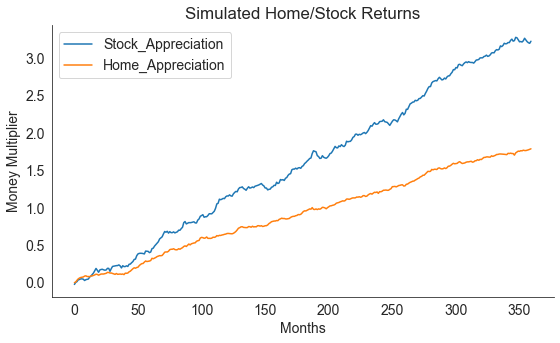 Simulated Home/Stock Returns
Stock_Appreciation
Home_Appreciation
Money Multiplier
3.0
2.5
2.0
1.5
1.0
0.5
0.0
0 50 100 150 200 250 300 350
Months